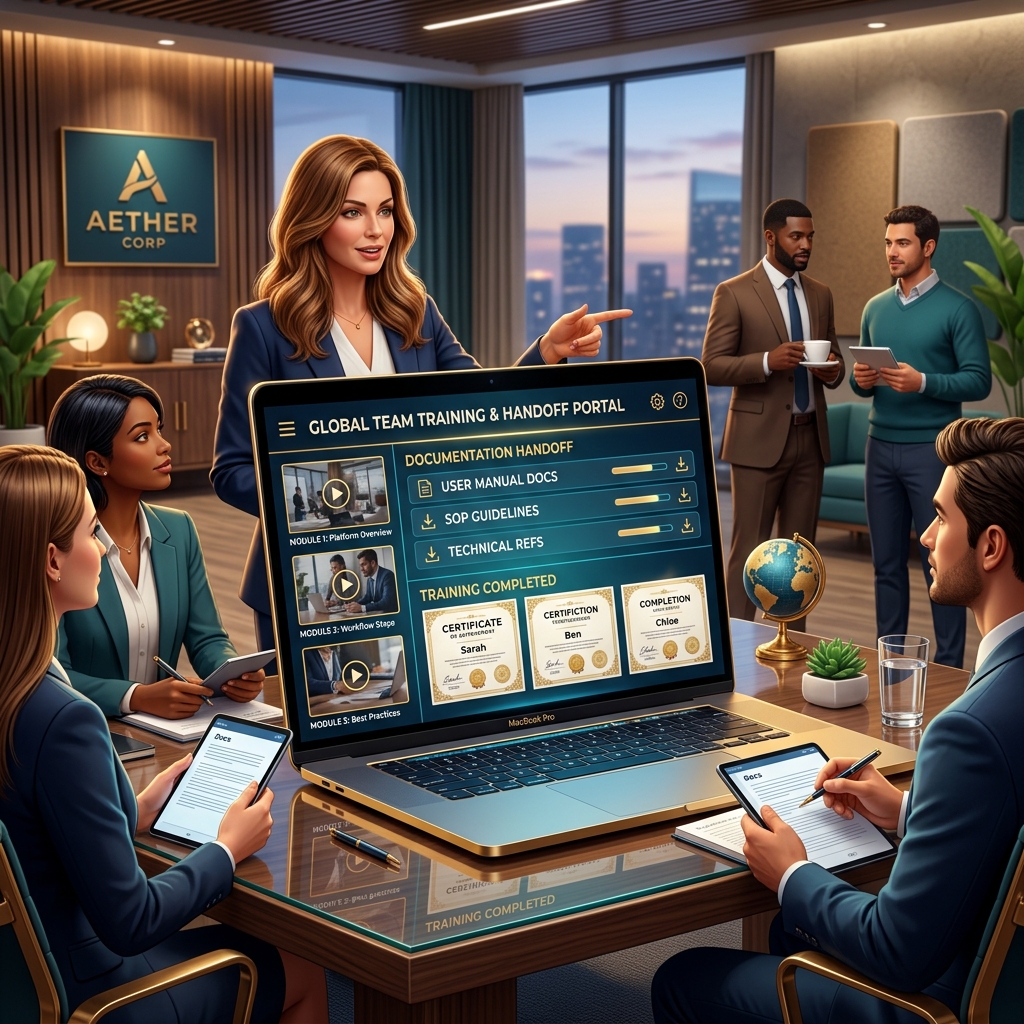 AETHER
CORP
GLOBAL TEAM TRAINING & HANDOFF PORTAL
MODULE 1: Platform Overview
MODULE 3: Workflow Stage
MODULE S: Best Practices
DOCUMENTATION HANDOFF
USER MANUAL DOCS
SOP GUIDELINES
TECHNICAL REFS
TRAINING COMPLETED
CERTIFICATE
Sarah
CERTIFICTION
Ben
COMPLETION
Chloe
MacBook Pro
Docs
Docs
TRAINING COMPLETED